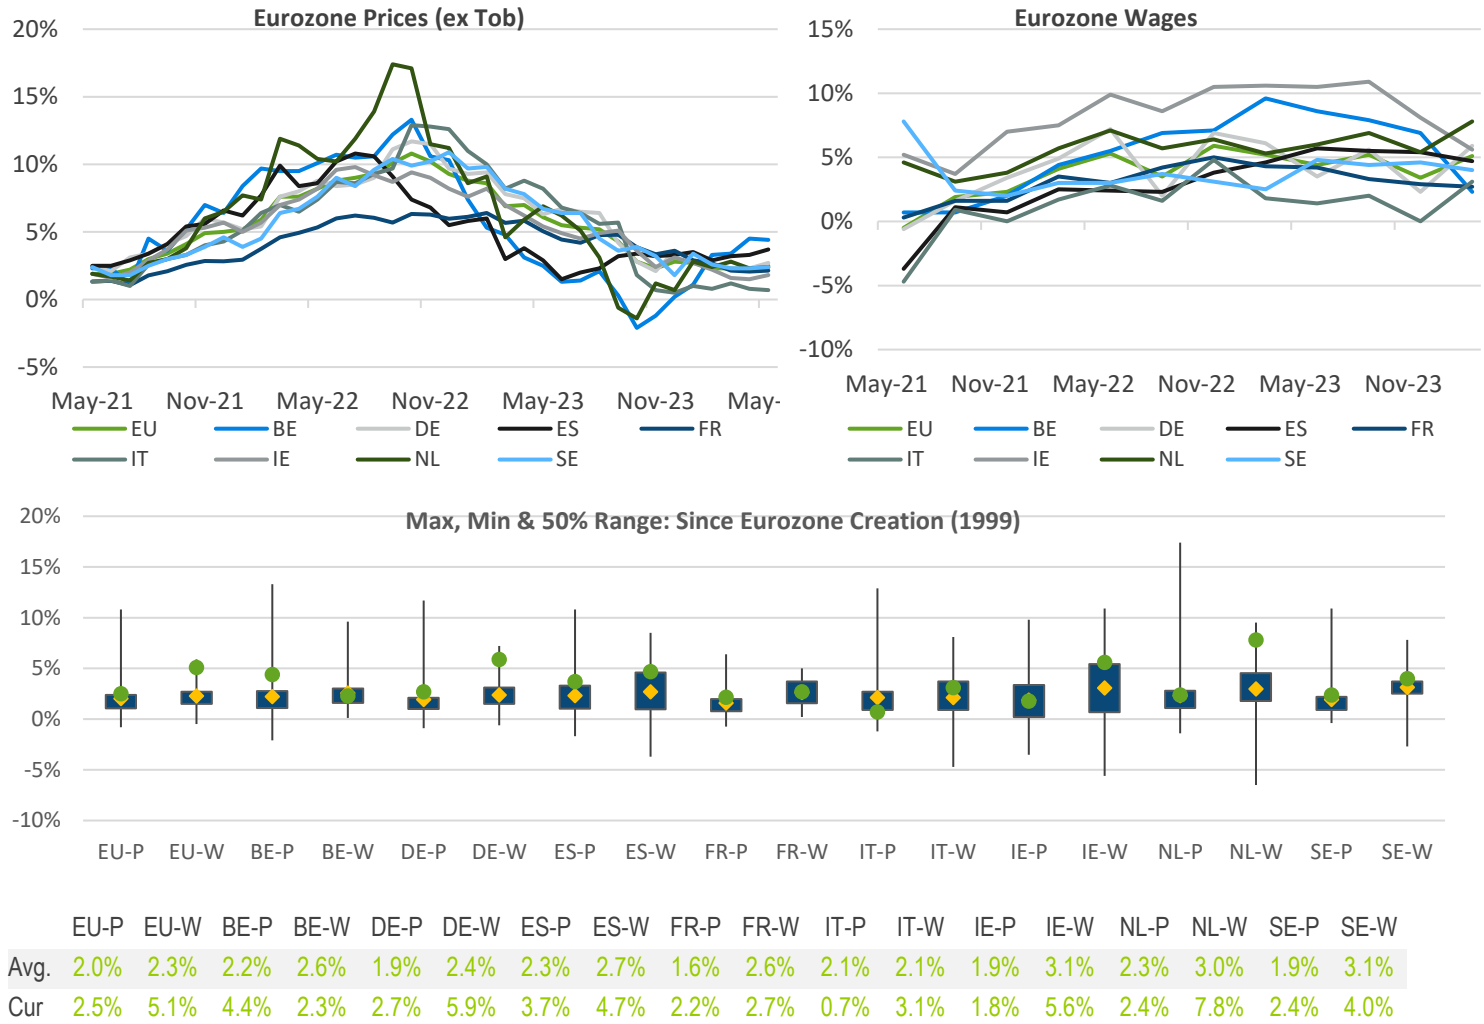 Eurozone Prices (ex Tob)
20%
15%
10%
5%
0%
-5%
May-21 Nov-21 May-22 Nov-22 May-23 Nov-23 May-
EU BE DE ES FR
IT IE NL SE
Eurozone Wages
15%
10%
5%
0%
-5%
-10%
May-21 Nov-21 May-22 Nov-22 May-23 Nov-23
EU BE DE ES FR
IT IE NL SE
Max, Min & 50% Range: Since Eurozone Creation (1999)
20%
15%
10%
5%
0%
-5%
-10%
EU-P EU-W BE-P BE-W DE-P DE-W ES-P ES-W FR-P FR-W IT-P IT-W IE-P IE-W NL-P NL-W SE-P SE-W
EU-P EU-W BE-P BE-W DE-P DE-W ES-P ES-W FR-P FR-W IT-P IT-W IE-P IE-W NL-P NL-W SE-P SE-W
Avg. 2.0% 2.3% 2.2% 2.6% 1.9% 2.4% 2.3% 2.7% 1.6% 2.6% 2.1% 2.1% 1.9% 3.1% 2.3% 3.0% 1.9% 3.1%
Cur 2.5% 5.1% 4.4% 2.3% 2.7% 5.9% 3.7% 4.7% 2.2% 2.7% 0.7% 3.1% 1.8% 5.6% 2.4% 7.8% 2.4% 4.0%